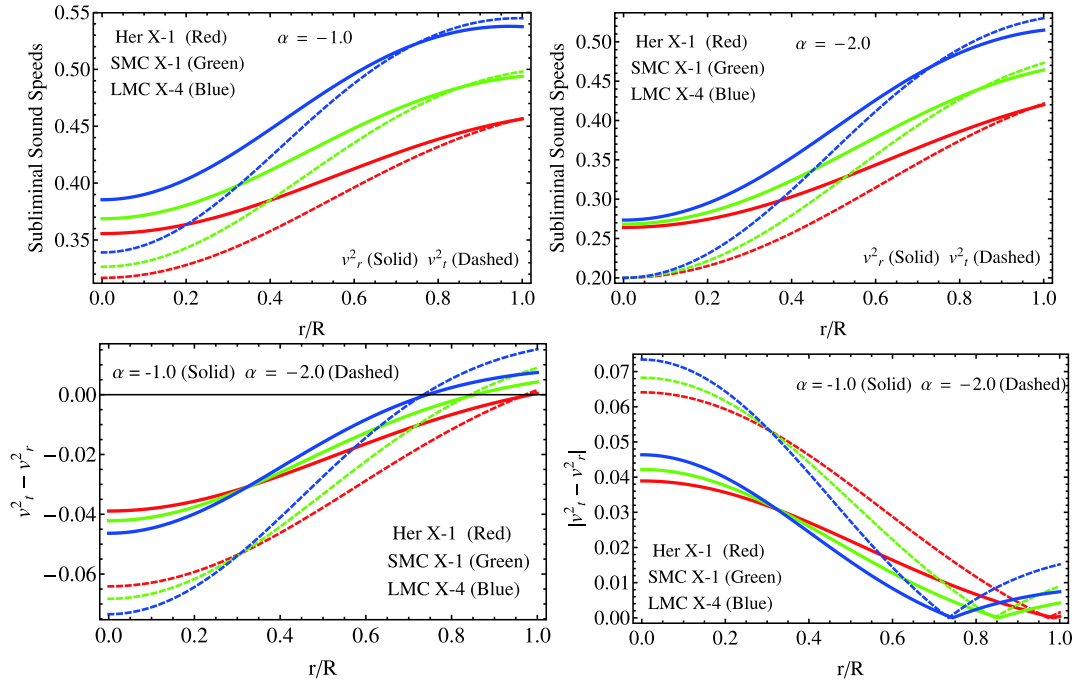 Her X-1 (Red) α = −1.0
SMC X-1 (Green)
LMC X-4 (Blue)
v²r (Solid) v²t (Dashed)
Subliminal Sound Speeds
0.55
0.50
0.45
0.40
0.35
0.0 0.2 0.4 0.6 0.8 1.0
r/R
Her X-1 (Red) α = −2.0
SMC X-1 (Green)
LMC X-4 (Blue)
v²r (Solid) v²t (Dashed)
Subliminal Sound Speeds
0.50
0.45
0.40
0.35
0.30
0.25
0.20
0.0 0.2 0.4 0.6 0.8 1.0
r/R
α = -1.0 (Solid) α = −2.0 (Dashed)
Her X-1 (Red)
SMC X-1 (Green)
LMC X-4 (Blue)
v²t − v²r
0.00
−0.02
−0.04
−0.06
0.0 0.2 0.4 0.6 0.8 1.0
r/R
α = -1.0 (Solid) α = −2.0 (Dashed)
Her X-1 (Red)
SMC X-1 (Green)
LMC X-4 (Blue)
|v²t − v²r|
0.07
0.06
0.05
0.04
0.03
0.02
0.01
0.00
0.0 0.2 0.4 0.6 0.8 1.0
r/R